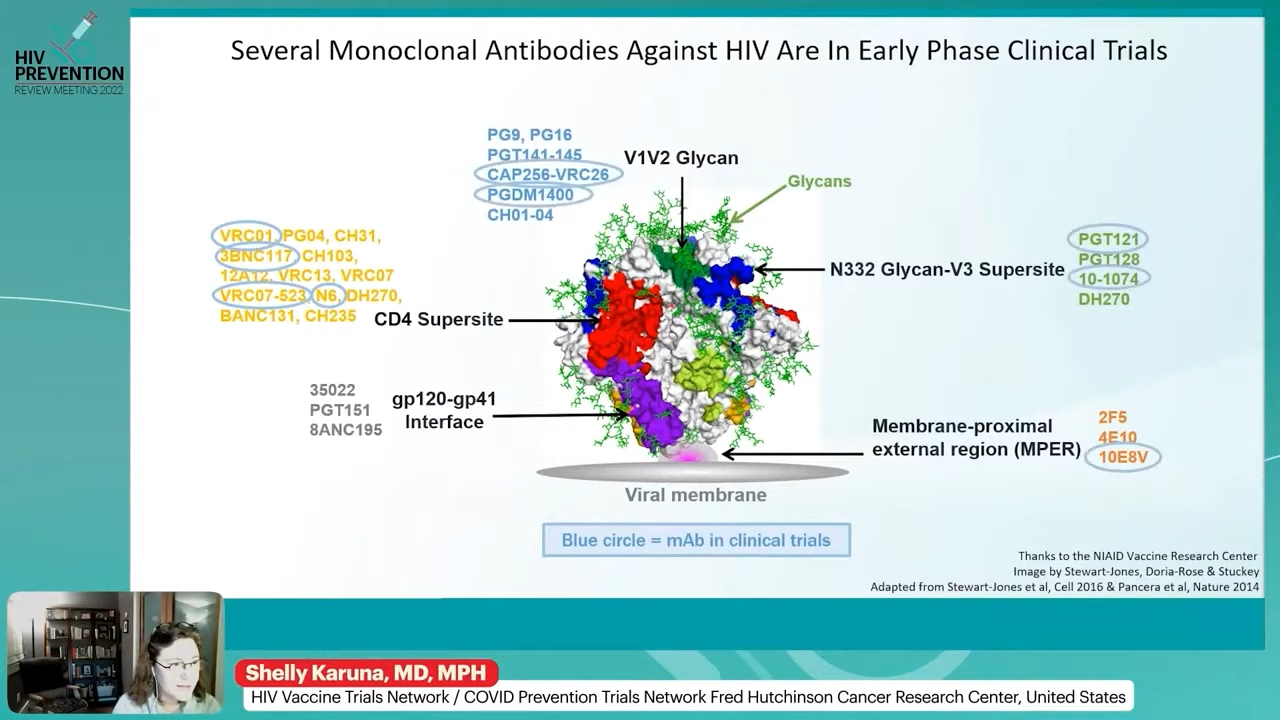 HIV
PREVENTION
REVIEW MEETING 2022
Several Monoclonal Antibodies Against HIV Are In Early Phase Clinical Trials
PG9, PG16
PGT141-145
CAP256-VRC26
PGDM1400
CH01-04
V1V2 Glycan
Glycans
VRC01, PG04, CH31,
3BNC117, CH103,
12A12, VRC13, VRC07
VRC07-523, N6, DH270,
BANC131, CH235
CD4 Supersite
N332 Glycan-V3 Supersite
PGT121
PGT128
10-1074
DH270
35022
PGT151
8ANC195
gp120-gp41
Interface
Membrane-proximal
external region (MPER)
2F5
4E10
10E8V
Viral membrane
Blue circle = mAb in clinical trials
Thanks to the NIAID Vaccine Research Center
Image by Stewart-Jones, Doria-Rose & Stuckey
Adapted from Stewart-Jones et al, Cell 2016 & Pancera et al, Nature 2014
Shelly Karuna, MD, MPH
HIV Vaccine Trials Network / COVID Prevention Trials Network Fred Hutchinson Cancer Research Center, United States